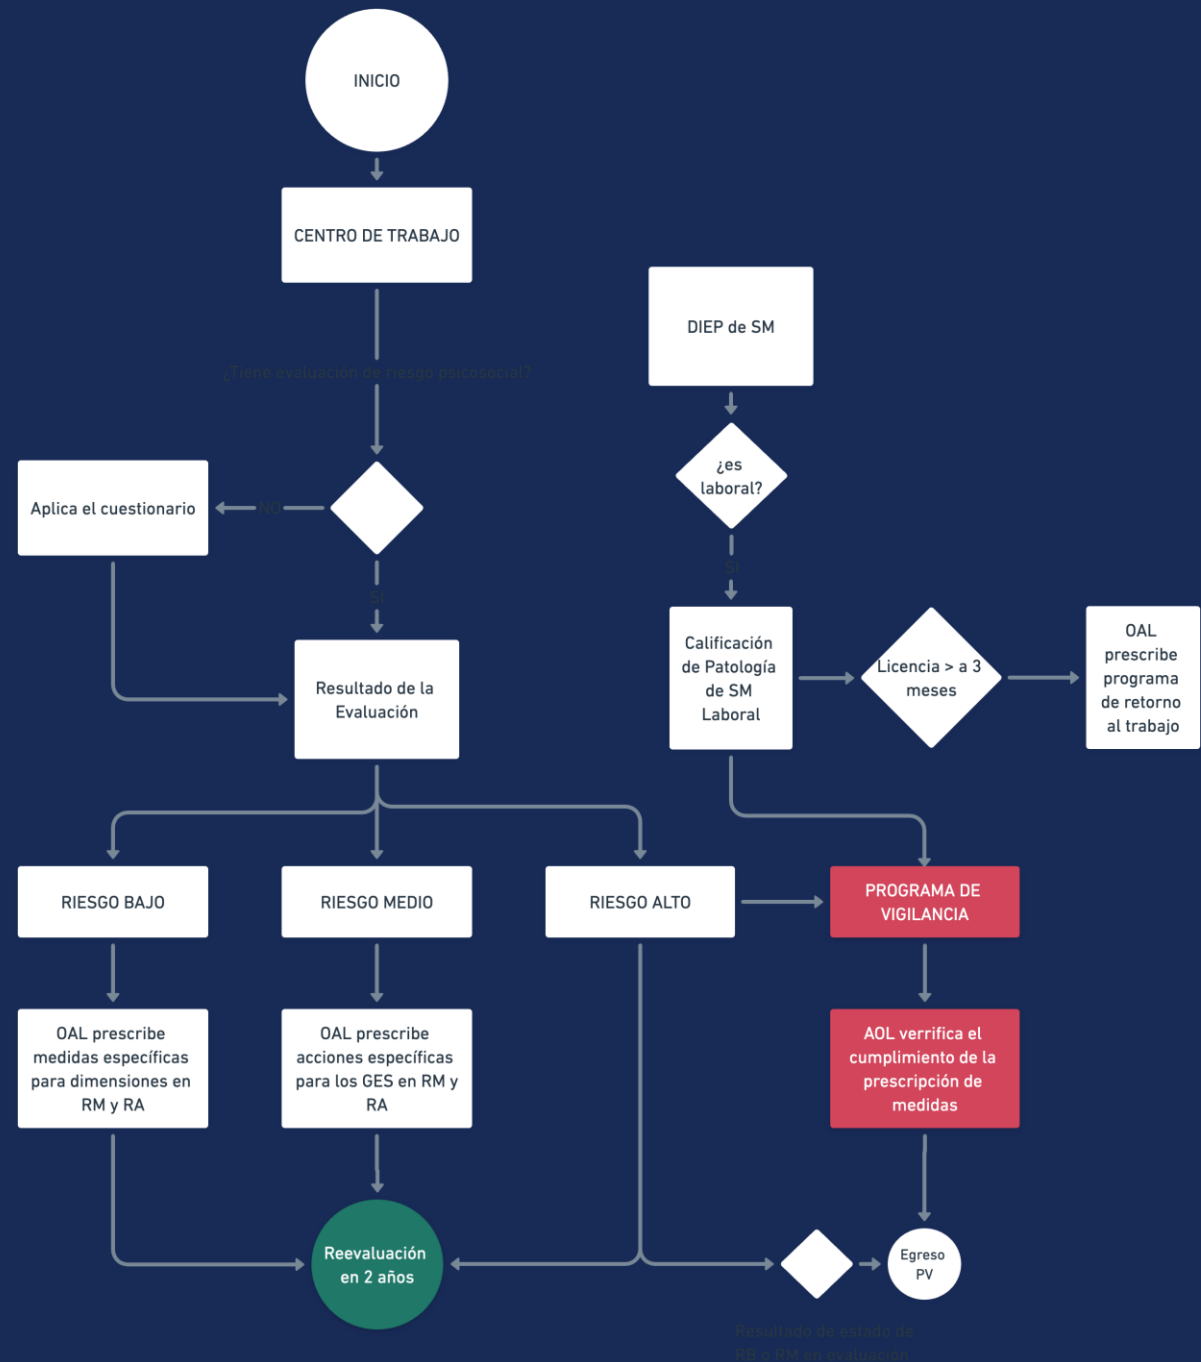 INICIO
CENTRO DE TRABAJO
¿Tiene evaluación de riesgo psicosocial?
NO
Aplica el cuestionario
SI
Resultado de la
Evaluación
RIESGO BAJO
RIESGO MEDIO
RIESGO ALTO
OAL prescribe
medidas específicas
para dimensiones en
RM y RA
OAL prescribe
acciones específicas
para los GES en RM y
RA
Reevaluación
en 2 años
DIEP de SM
¿es
laboral?
SI
Calificación
de Patología
de SM
Laboral
Licencia > a 3
meses
OAL
prescribe
programa
de retorno
al trabajo
PROGRAMA DE
VIGILANCIA
AOL verrifica el
cumplimiento de la
prescripción de
medidas
Egreso
PV
Resultado de estado de
RB o RM en evaluación